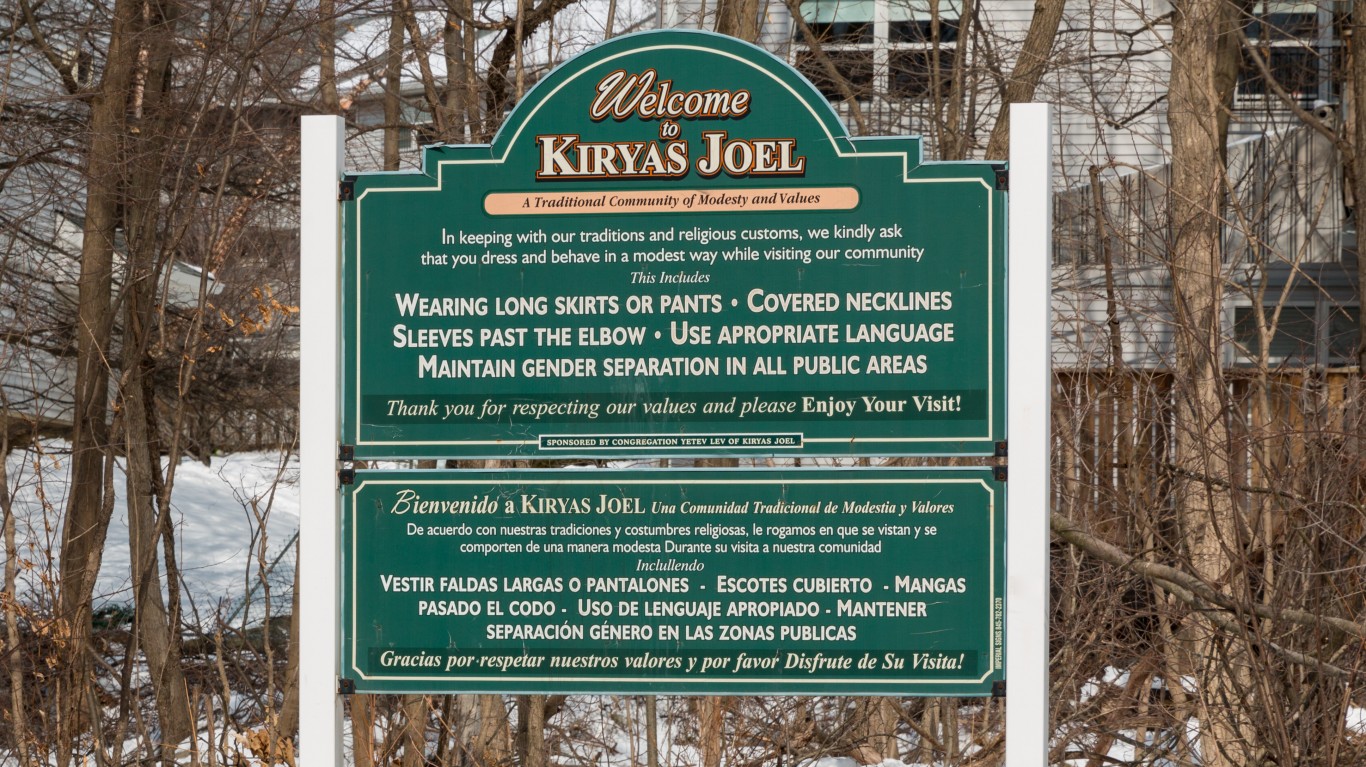 Welcome
to
KIRYAS JOEL
A Traditional Community of Modesty and Values
In keeping with our traditions and religious customs, we kindly ask
that you dress and behave in a modest way while visiting our community
This Includes
WEARING LONG SKIRTS OR PANTS • COVERED NECKLINES
SLEEVES PAST THE ELBOW • USE APROPRIATE LANGUAGE
MAINTAIN GENDER SEPARATION IN ALL PUBLIC AREAS
Thank you for respecting our values and please Enjoy Your Visit!
SPONSORED BY CONGREGATION YETEV LEV OF KIRYAS JOEL
Bienvenido a KIRYAS JOEL Una Comunidad Tradicional de Modestia y Valores
De acuerdo con nuestras tradiciones y costumbres religiosas, le rogamos en que se vistan y se
comporten de una manera modesta Durante su visita a nuestra comunidad
Inclullendo
VESTIR FALDAS LARGAS O PANTALONES - ESCOTES CUBIERTO - MANGAS
PASADO EL CODO - USO DE LENGUAJE APROPIADO - MANTENER
SEPARACIÓN GÉNERO EN LAS ZONAS PUBLICAS
Gracias por respetar nuestros valores y por favor Disfrute de Su Visita!
IMPERIAL SIGNS 845-782-2370